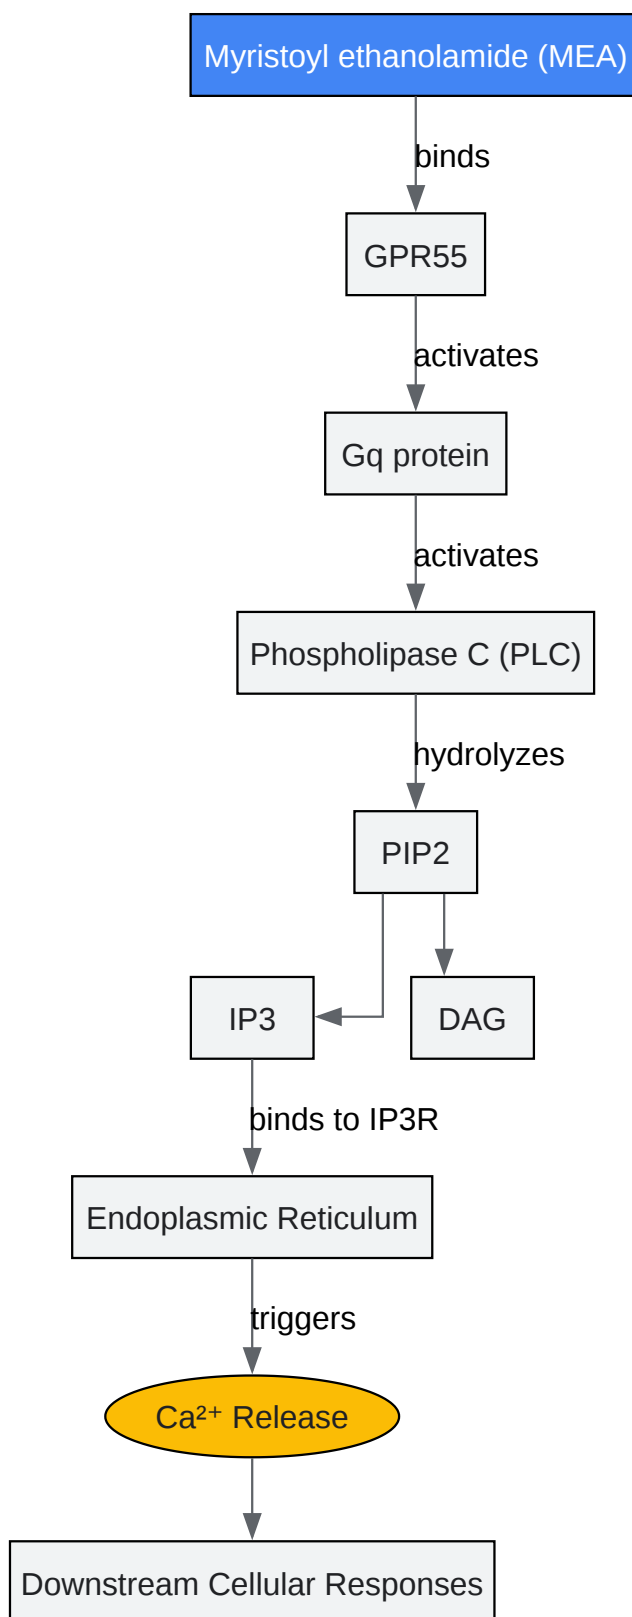 Myristoyl ethanolamide (MEA)
binds
GPR55
activates
Gq protein
activates
Phospholipase C (PLC)
hydrolyzes
PIP2
IP3
DAG
binds to IP3R
Endoplasmic Reticulum
triggers
Ca²⁺ Release
Downstream Cellular Responses